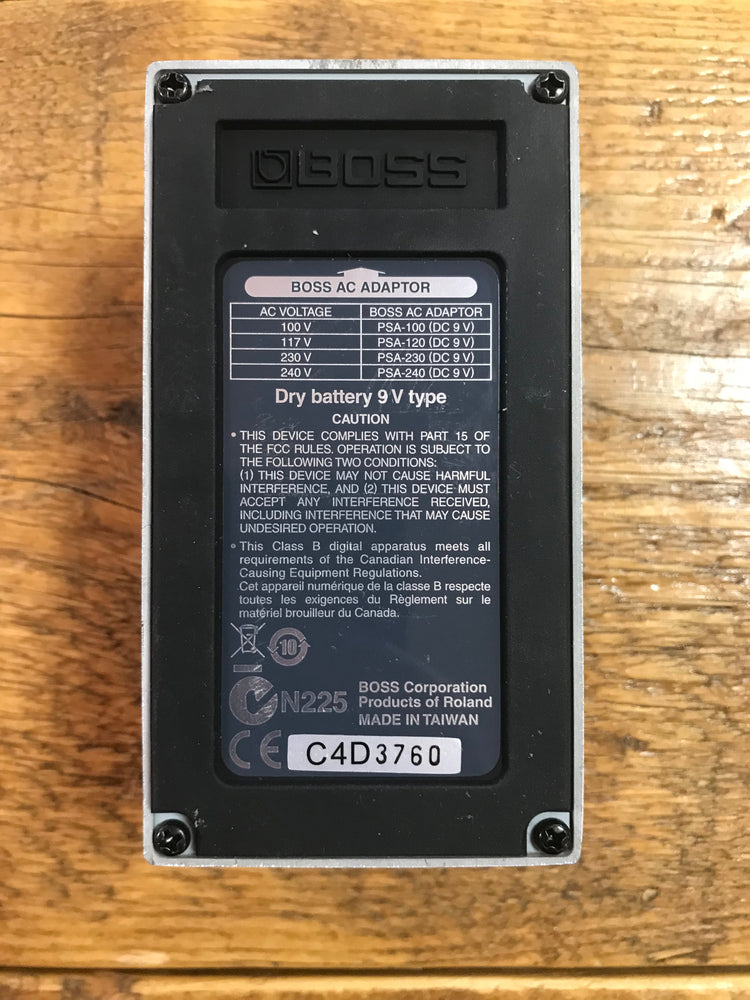 BOSS
BOSS AC ADAPTOR
AC VOLTAGE BOSS AC ADAPTOR
100 V PSA-100 (DC 9 V)
117 V PSA-120 (DC 9 V)
230 V PSA-230 (DC 9 V)
240 V PSA-240 (DC 9 V)
Dry battery 9 V type
CAUTION
• THIS DEVICE COMPLIES WITH PART 15 OF
THE FCC RULES. OPERATION IS SUBJECT TO
THE FOLLOWING TWO CONDITIONS:
(1) THIS DEVICE MAY NOT CAUSE HARMFUL
INTERFERENCE, AND (2) THIS DEVICE MUST
ACCEPT ANY INTERFERENCE RECEIVED,
INCLUDING INTERFERENCE THAT MAY CAUSE
UNDESIRED OPERATION.
• This Class B digital apparatus meets all
requirements of the Canadian Interference-
Causing Equipment Regulations.
Cet appareil numérique de la classe B respecte
toutes les exigences du Règlement sur le
matériel brouilleur du Canada.
10
N225
BOSS Corporation
Products of Roland
MADE IN TAIWAN
CE
C4D3760